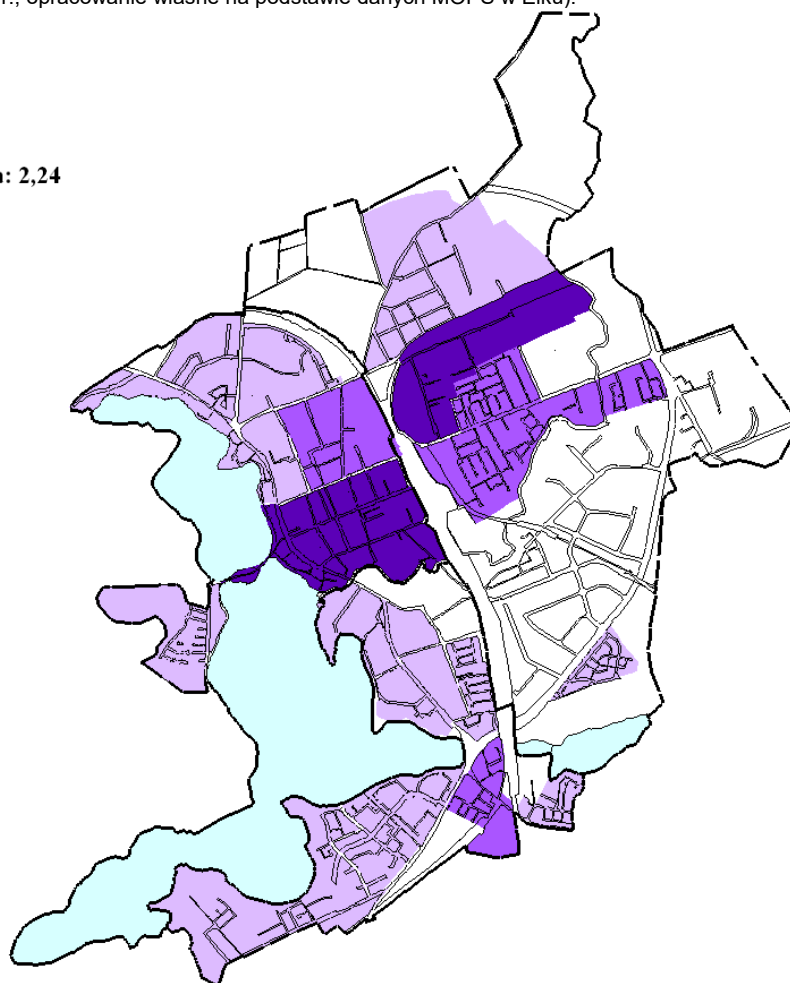 r., opracowanie własne na podstawie danych MOPS w Ełku).
: 2,24